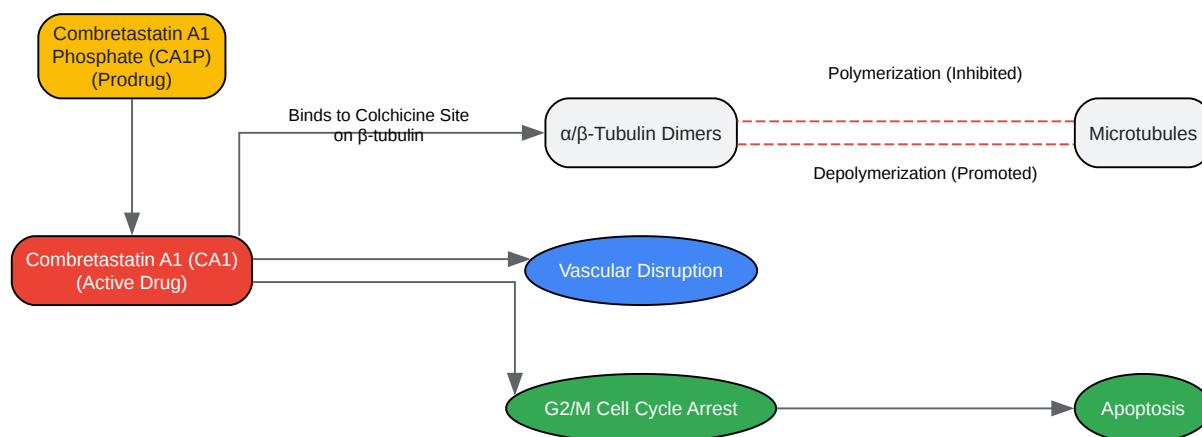 Combretastatin A1
Phosphate (CA1P)
(Prodrug)
Polymerization (Inhibited)
Binds to Colchicine Site
on β-tubulin
α/β-Tubulin Dimers
Microtubules
Depolymerization (Promoted)
Combretastatin A1 (CA1)
(Active Drug)
Vascular Disruption
G2/M Cell Cycle Arrest
Apoptosis